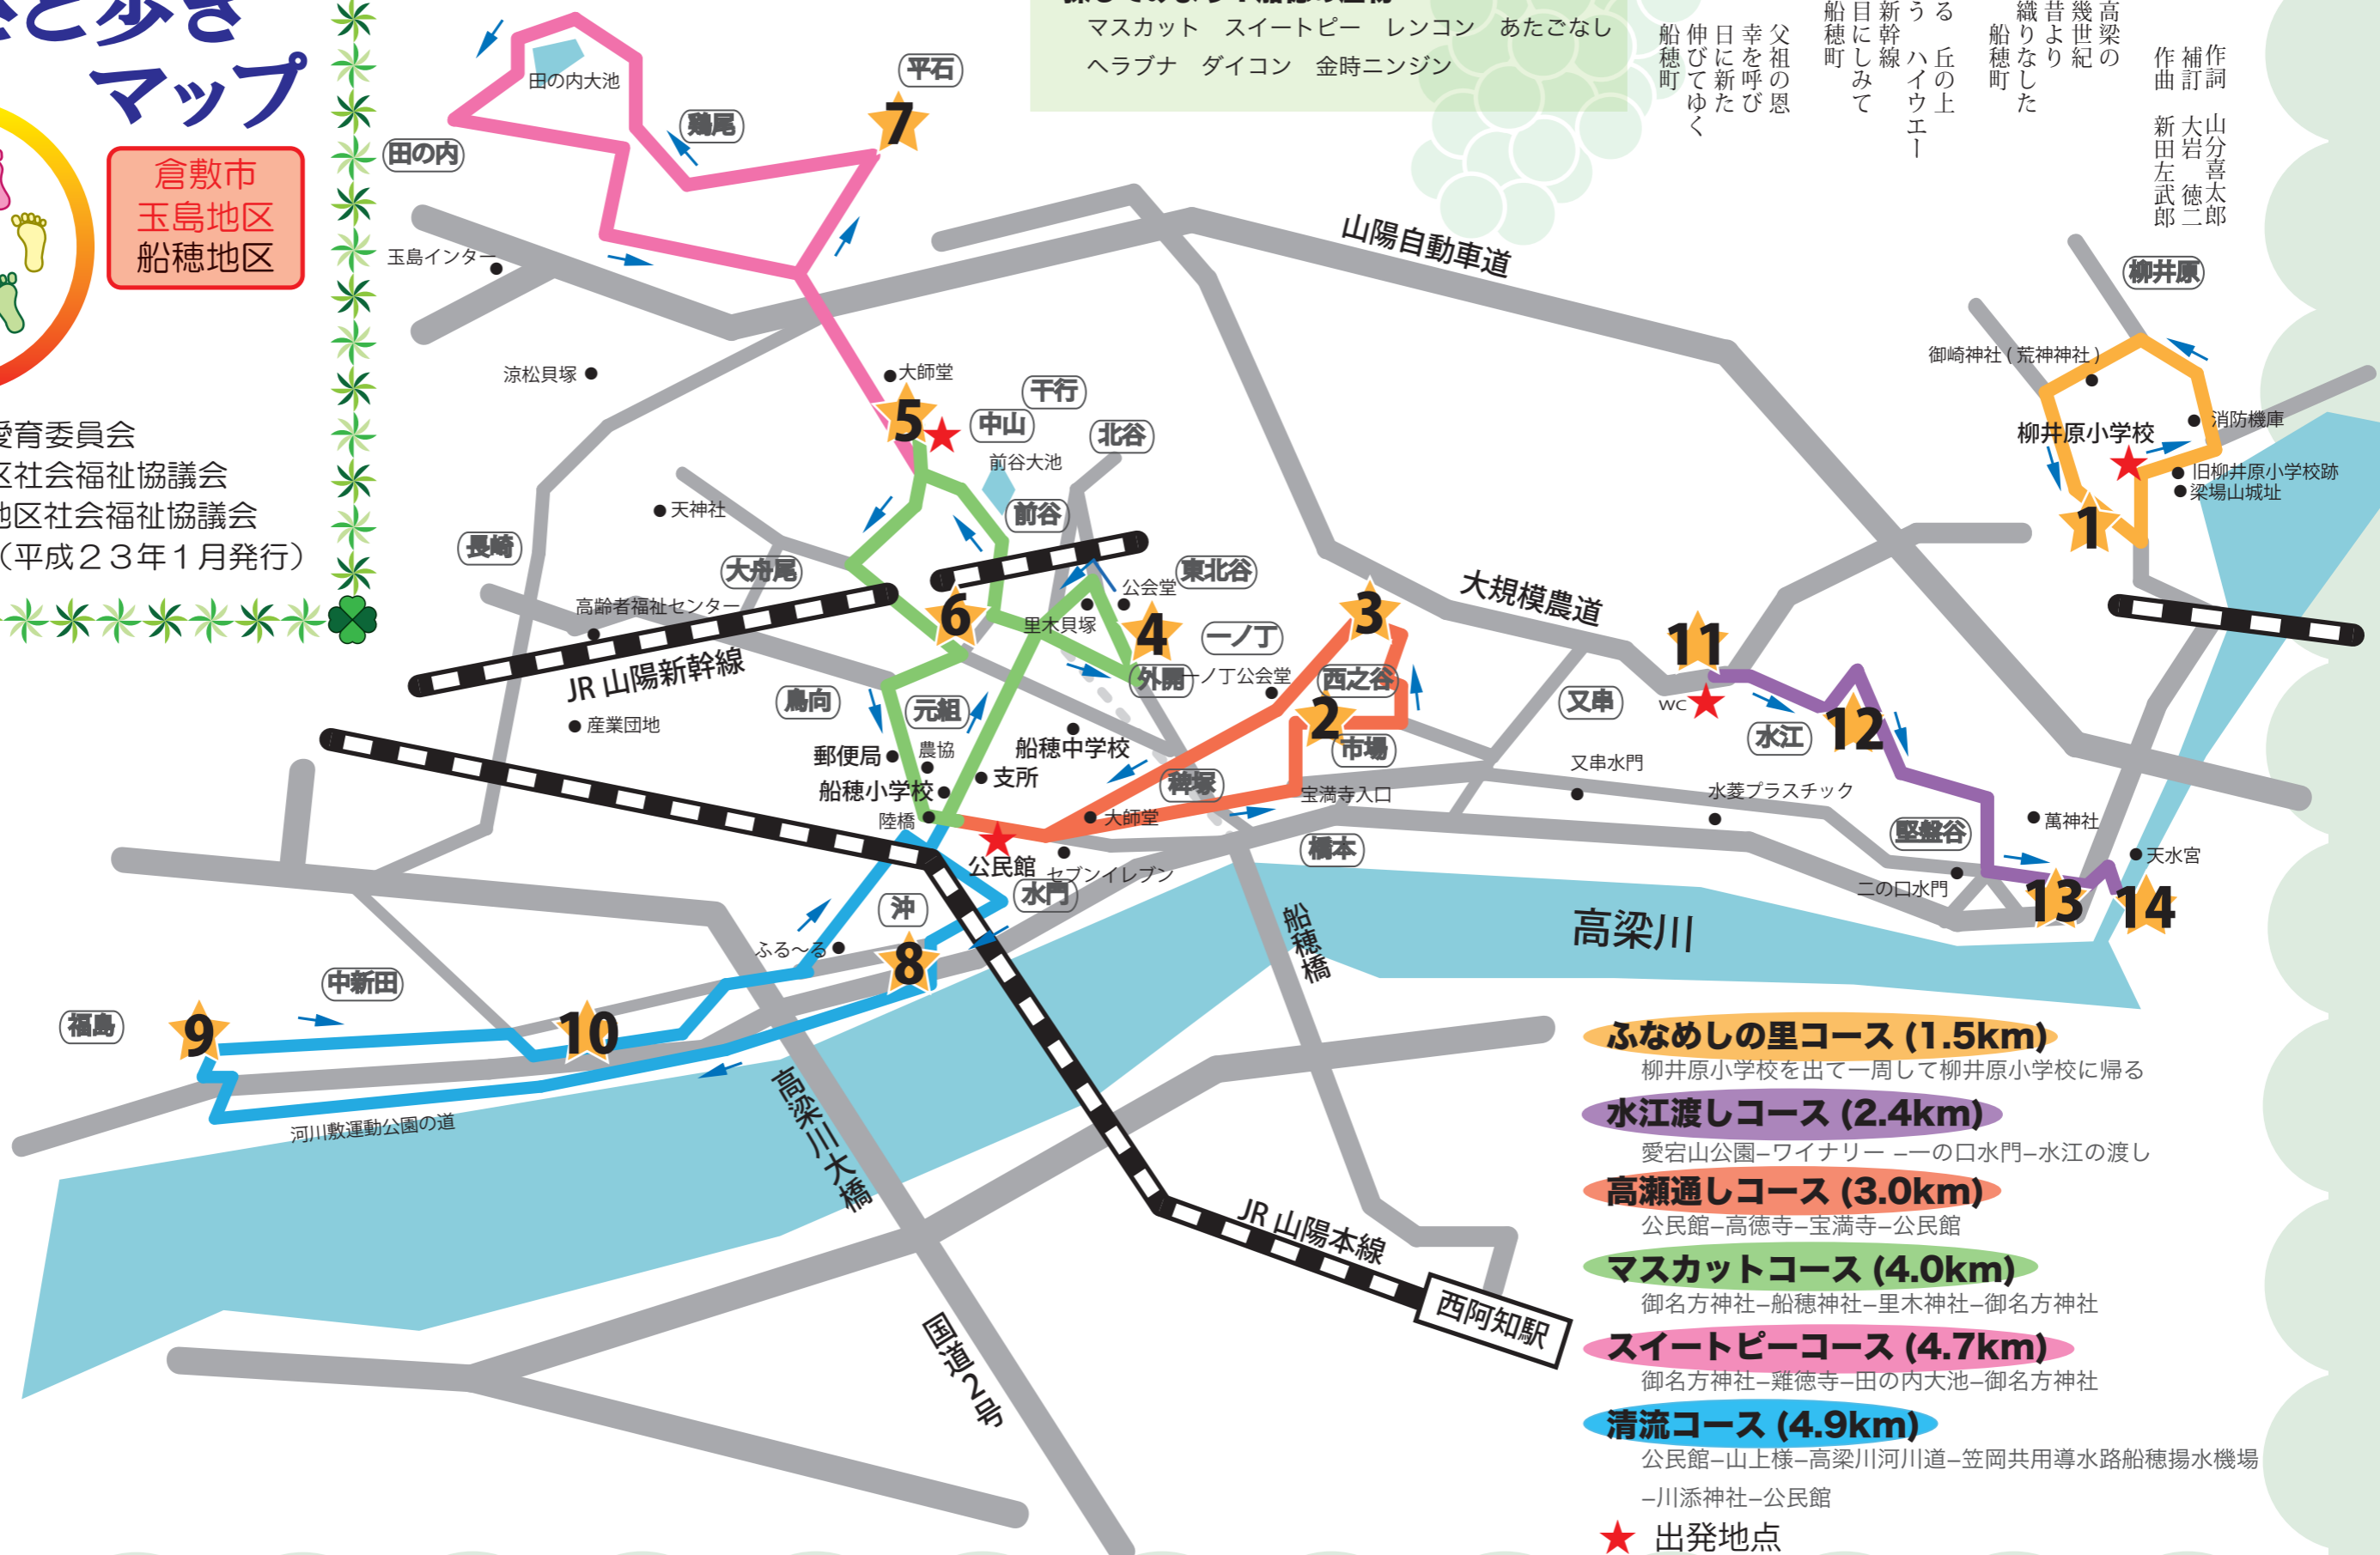 と歩き
マップ
倉敷市
玉島地区
船穂地区
愛育委員会
区社会福祉協議会
地区社会福祉協議会
（平成２３年１月発行）
マスカット　スイートピー　レンコン　あたごなし
ヘラブナ　ダイコン　金時ニンジン
作詞　山分喜太郎
補訂　大岩　徳二
作曲　新田左武郎
高梁の
幾世紀
昔より
織りなした
船穂町
る　丘の上
う　ハイウエー
新幹線
目にしみて
船穂町
父祖の恩
幸を呼び
日に新た
伸びてゆく
船穂町
田の内大池
平石
7
鶏尾
田の内
玉島インター
山陽自動車道
柳井原
御崎神社 ( 荒神神社 )
消防機庫
柳井原小学校
旧柳井原小学校跡
梁場山城址
1
涼松貝塚
大師堂
5
干行
中山
北谷
前谷大池
天神社
前谷
長崎
大舟尾
高齢者福祉センター
JR 山陽新幹線
6
公会堂
東北谷
里木貝塚
4
一ノ丁
一ノ丁公会堂
外開
3
大規模農道
西之谷
2
市場
11
又串
WC
水江
12
産業団地
鳥向
元組
郵便局
農協
船穂中学校
支所
船穂小学校
陸橋
稗塚
大師堂
宝満寺入口
又串水門
水菱プラスチック
堅盤谷
萬神社
天水宮
二の口水門
13
14
橋本
公民館
セブンイレブン
水門
沖
ふる～る
8
船穂橋
高梁川
中新田
福島
9
10
河川敷運動公園の道
高梁川大橋
国道2号
JR 山陽本線
西阿知駅
ふなめしの里コース (1.5km)
柳井原小学校を出て一周して柳井原小学校に帰る
水江渡しコース (2.4km)
愛宕山公園−ワイナリー −一の口水門−水江の渡し
高瀬通しコース (3.0km)
公民館−高徳寺−宝満寺−公民館
マスカットコース (4.0km)
御名方神社−船穂神社−里木神社−御名方神社
スイートピーコース (4.7km)
御名方神社−雞徳寺−田の内大池−御名方神社
清流コース (4.9km)
公民館−山上様−高梁川河川道−笠岡共用導水路船穂揚水機場
−川添神社−公民館
★ 出発地点